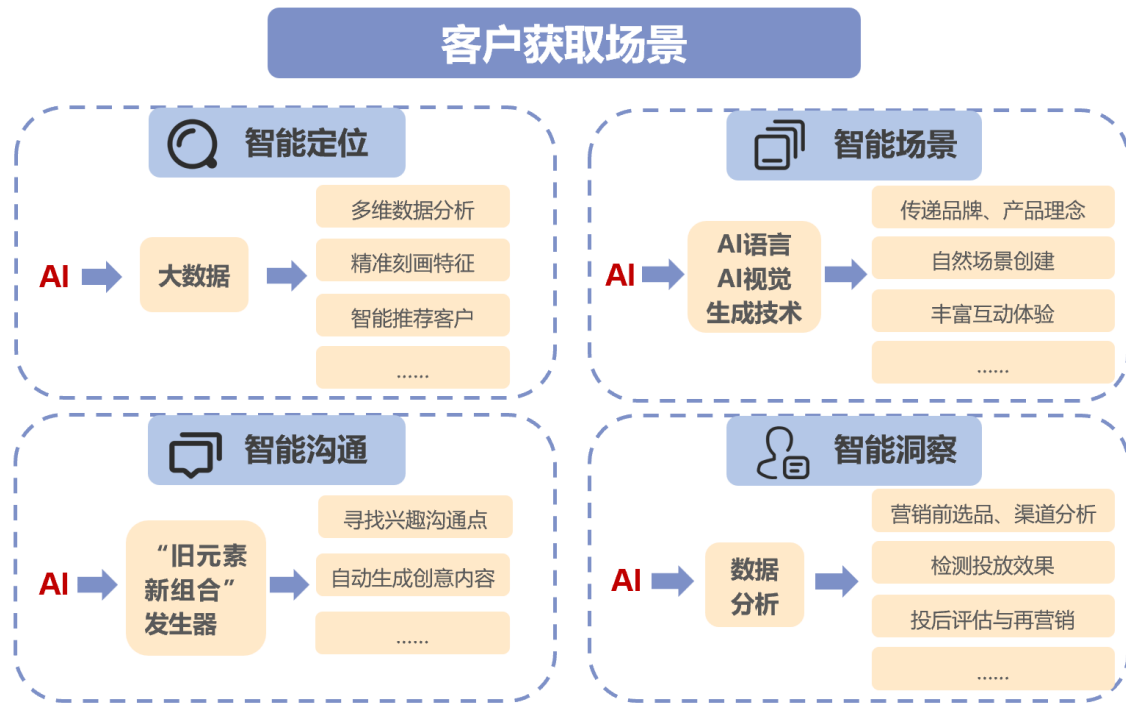 客户获取场景
智能定位
AI
大数据
多维数据分析
精准刻画特征
智能推荐客户
......
智能场景
AI
AI语言
AI视觉
生成技术
传递品牌、产品理念
自然场景创建
丰富互动体验
......
智能沟通
AI
“旧元素
新组合”
发生器
寻找兴趣沟通点
自动生成创意内容
......
智能洞察
AI
数据
分析
营销前选品、渠道分析
检测投放效果
投后评估与再营销
......